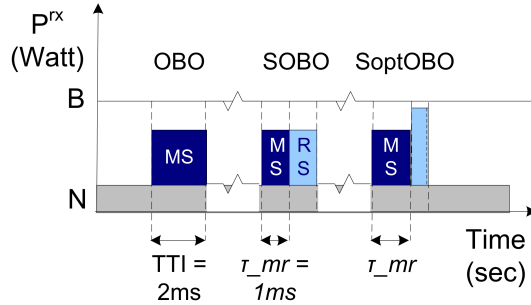 P^rx
(Watt)
OBO
SOBO
SoptOBO
B
MS
M
S
R
S
M
S
N
TTI =
2ms
τ_mr =
1ms
τ_mr
Time
(sec)